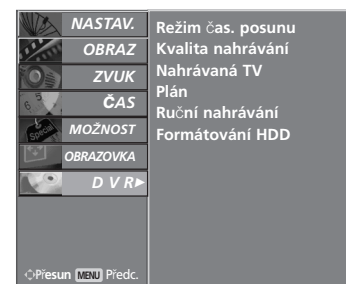 NASTAV.
OBRAZ
ZVUK
ČAS
MOŽNOST
OBRAZOVKA
D V R►
Režim čas. posunu
Kvalita nahrávání
Nahrávaná TV
Plán
Ruční nahrávání
Formátování HDD
Přesun MENU Předc.